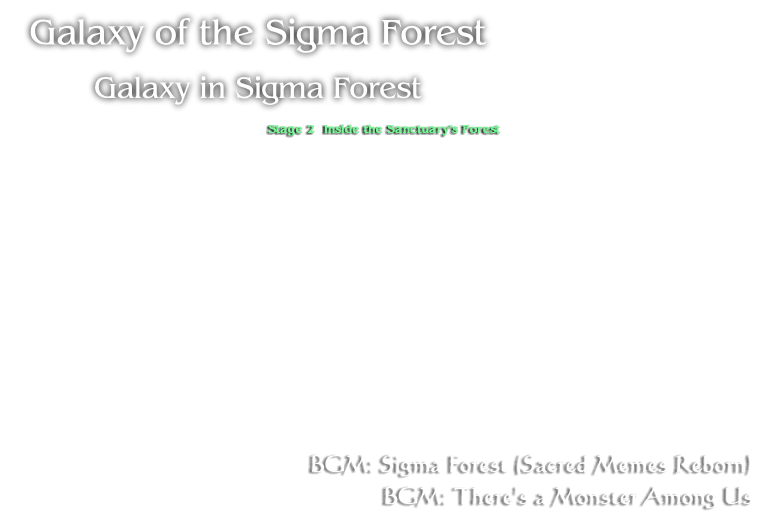 Galaxy of the Sigma Forest
Galaxy in Sigma Forest
Stage 2 Inside the Sanctuary's Forest
BGM: Sigma Forest (Sacred Memes Reborn)
BGM: There's a Monster Among Us